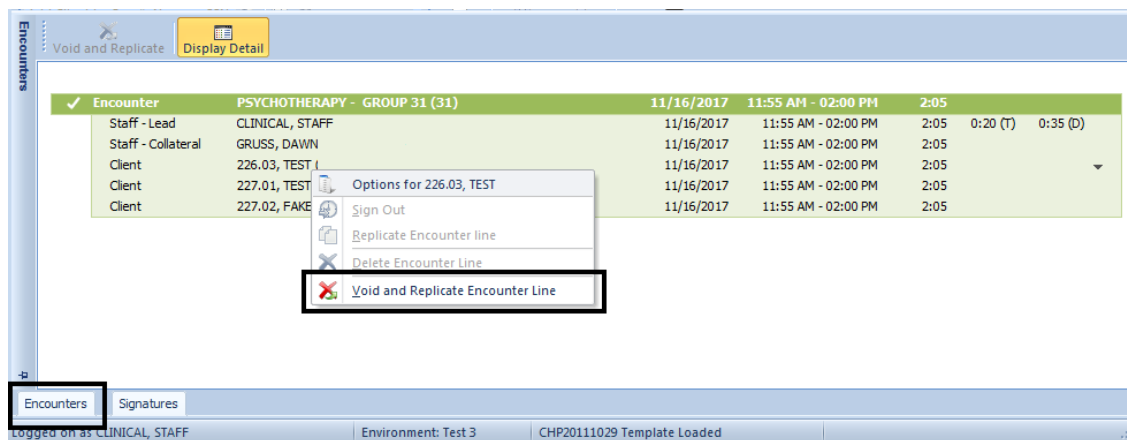 Encounters
Void and Replicate Display Detail
Encounter PSYCHOTHERAPY - GROUP 31 (31) 11/16/2017 11:55 AM - 02:00 PM 2:05
Staff - Lead CLINICAL, STAFF 11/16/2017 11:55 AM - 02:00 PM 2:05 0:20 (T) 0:35 (D)
Staff - Collateral GRUSS, DAWN 11/16/2017 11:55 AM - 02:00 PM 2:05
Client 226.03, TEST ( 11/16/2017 11:55 AM - 02:00 PM 2:05
Client 227.01, TEST 11/16/2017 11:55 AM - 02:00 PM 2:05
Client 227.02, FAKE 11/16/2017 11:55 AM - 02:00 PM 2:05
Options for 226.03, TEST
Sign Out
Replicate Encounter line
Delete Encounter Line
Void and Replicate Encounter Line
Encounters Signatures
Logged on as CLINICAL, STAFF Environment: Test 3 CHP20111029 Template Loaded